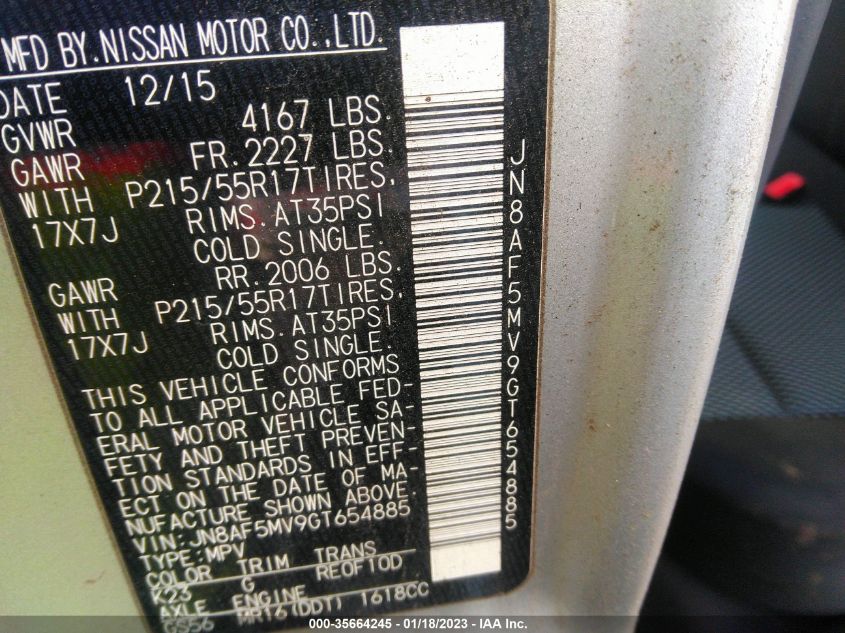 MFD BY.NISSAN MOTOR CO.,LTD.
DATE 12/15
GVWR 4167 LBS.
GAWR FR.2227 LBS.
WITH P215/55R17TIRES,
17X7J RIMS.AT35PSI
COLD SINGLE.
GAWR RR.2006 LBS.
WITH P215/55R17TIRES,
17X7J RIMS.AT35PSI
COLD SINGLE.
THIS VEHICLE CONFORMS
TO ALL APPLICABLE FED-
ERAL MOTOR VEHICLE SA-
FETY AND THEFT PREVEN-
TION STANDARDS IN EFF-
ECT ON THE DATE OF MA-
NUFACTURE SHOWN ABOVE.
VIN:JN8AF5MV9GT654885
TYPE:MPV
COLOR TRIM TRANS
K23 G RE0F10D
AXLE ENGINE
GS56 MR16(DDT) 1618CC
JN8AF5MV9GT654885
000-35664245 - 01/18/2023 - IAA Inc.